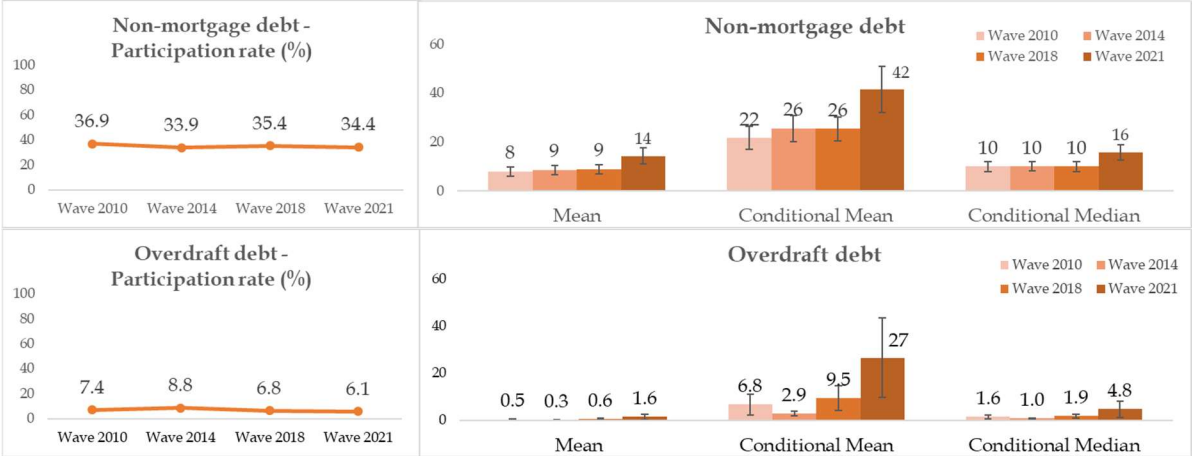 Non-mortgage debt -
Participation rate (%)
100
80
60
40
20
0
36.9
33.9
35.4
34.4
Wave 2010
Wave 2014
Wave 2018
Wave 2021
Non-mortgage debt
Wave 2010
Wave 2014
Wave 2018
Wave 2021
60
40
20
0
8
9
9
14
22
26
26
42
10
10
10
16
Mean
Conditional Mean
Conditional Median
Overdraft debt -
Participation rate (%)
100
80
60
40
20
0
7.4
8.8
6.8
6.1
Wave 2010
Wave 2014
Wave 2018
Wave 2021
Overdraft debt
Wave 2010
Wave 2014
Wave 2018
Wave 2021
60
40
20
0
0.5
0.3
0.6
1.6
6.8
2.9
9.5
27
1.6
1.0
1.9
4.8
Mean
Conditional Mean
Conditional Median